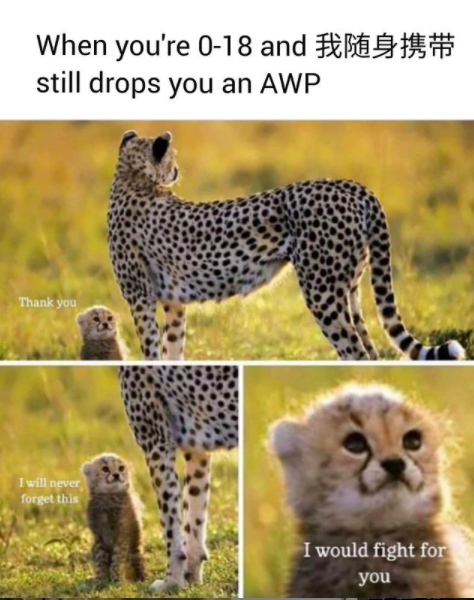 When you're 0-18 and 我随身携带
still drops you an AWP
Thank you
I will never
forget this
I would fight for
you